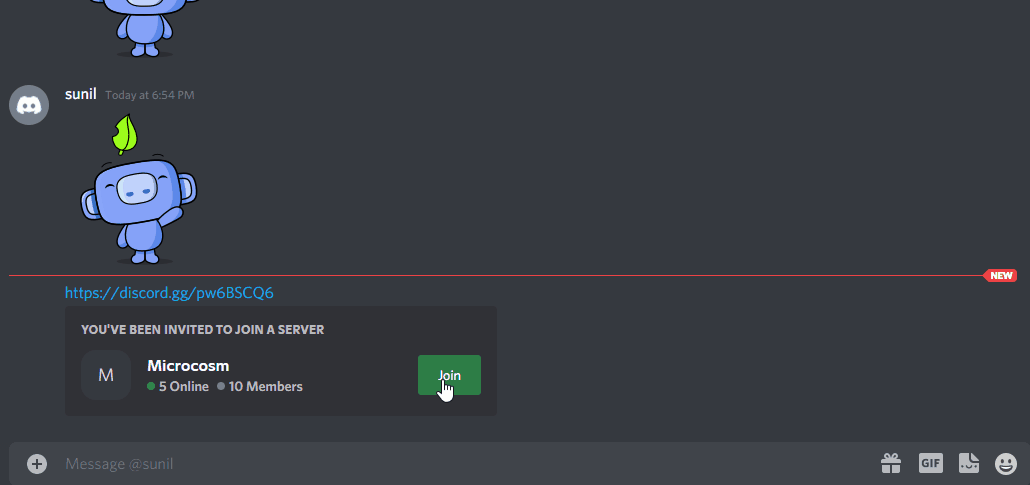 sunil Today at 6:54 PM
NEW
https://discord.gg/pw6BSCQ6
YOU'VE BEEN INVITED TO JOIN A SERVER
M
Microcosm
5 Online 10 Members
Join
Message @sunil
GIF